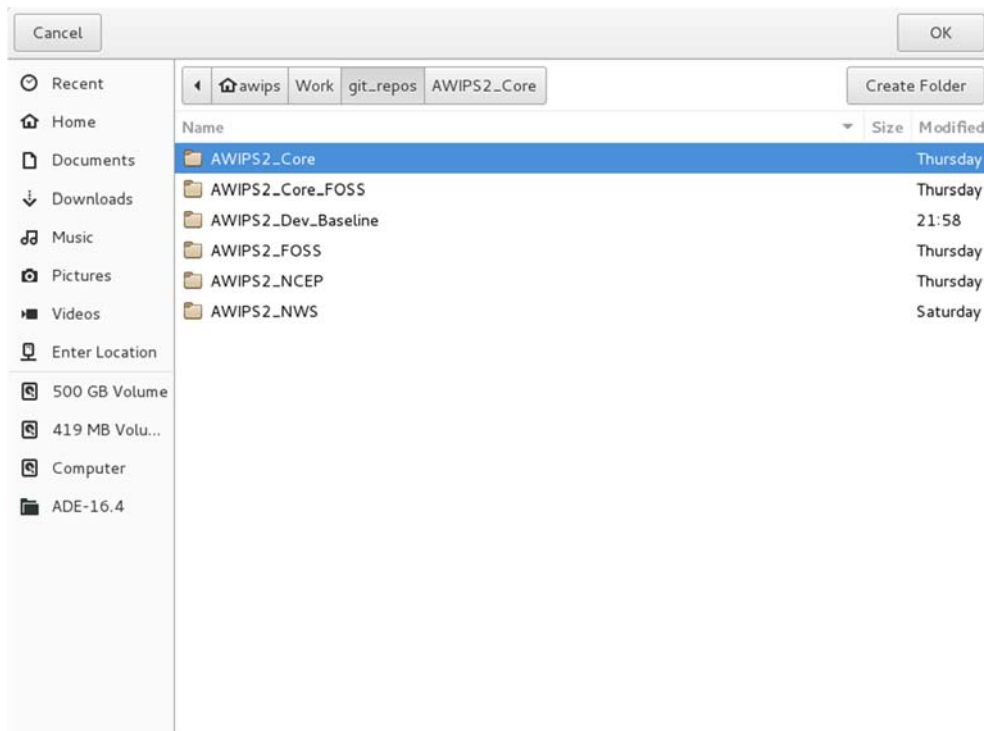 Cancel OK
Recent
Home
Documents
Downloads
Music
Pictures
Videos
Enter Location
500 GB Volume
419 MB Volu...
Computer
ADE-16.4
awips Work git_repos AWIPS2_Core Create Folder
Name Size Modified
AWIPS2_Core Thursday
AWIPS2_Core_FOSS Thursday
AWIPS2_Dev_Baseline 21:58
AWIPS2_FOSS Thursday
AWIPS2_NCEP Thursday
AWIPS2_NWS Saturday